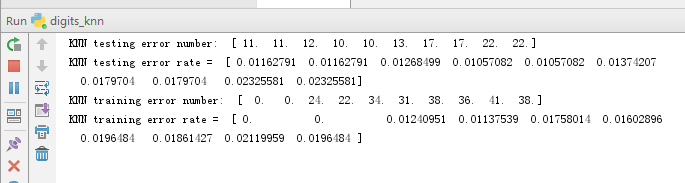 Run digits_knn
KNN testing error number:  [ 11.  11.  12.  10.  10.  13.  17.  17.  22.  22.]
KNN testing error rate =  [ 0.01162791  0.01162791  0.01268499  0.01057082  0.01057082  0.01374207
  0.0179704   0.0179704   0.02325581  0.02325581]
KNN training error number:  [  0.   0.  24.  22.  34.  31.  38.  36.  41.  38.]
KNN training error rate =  [ 0.          0.          0.01240951  0.01137539  0.01758014  0.01602896
  0.0196484   0.01861427  0.02119959  0.0196484 ]